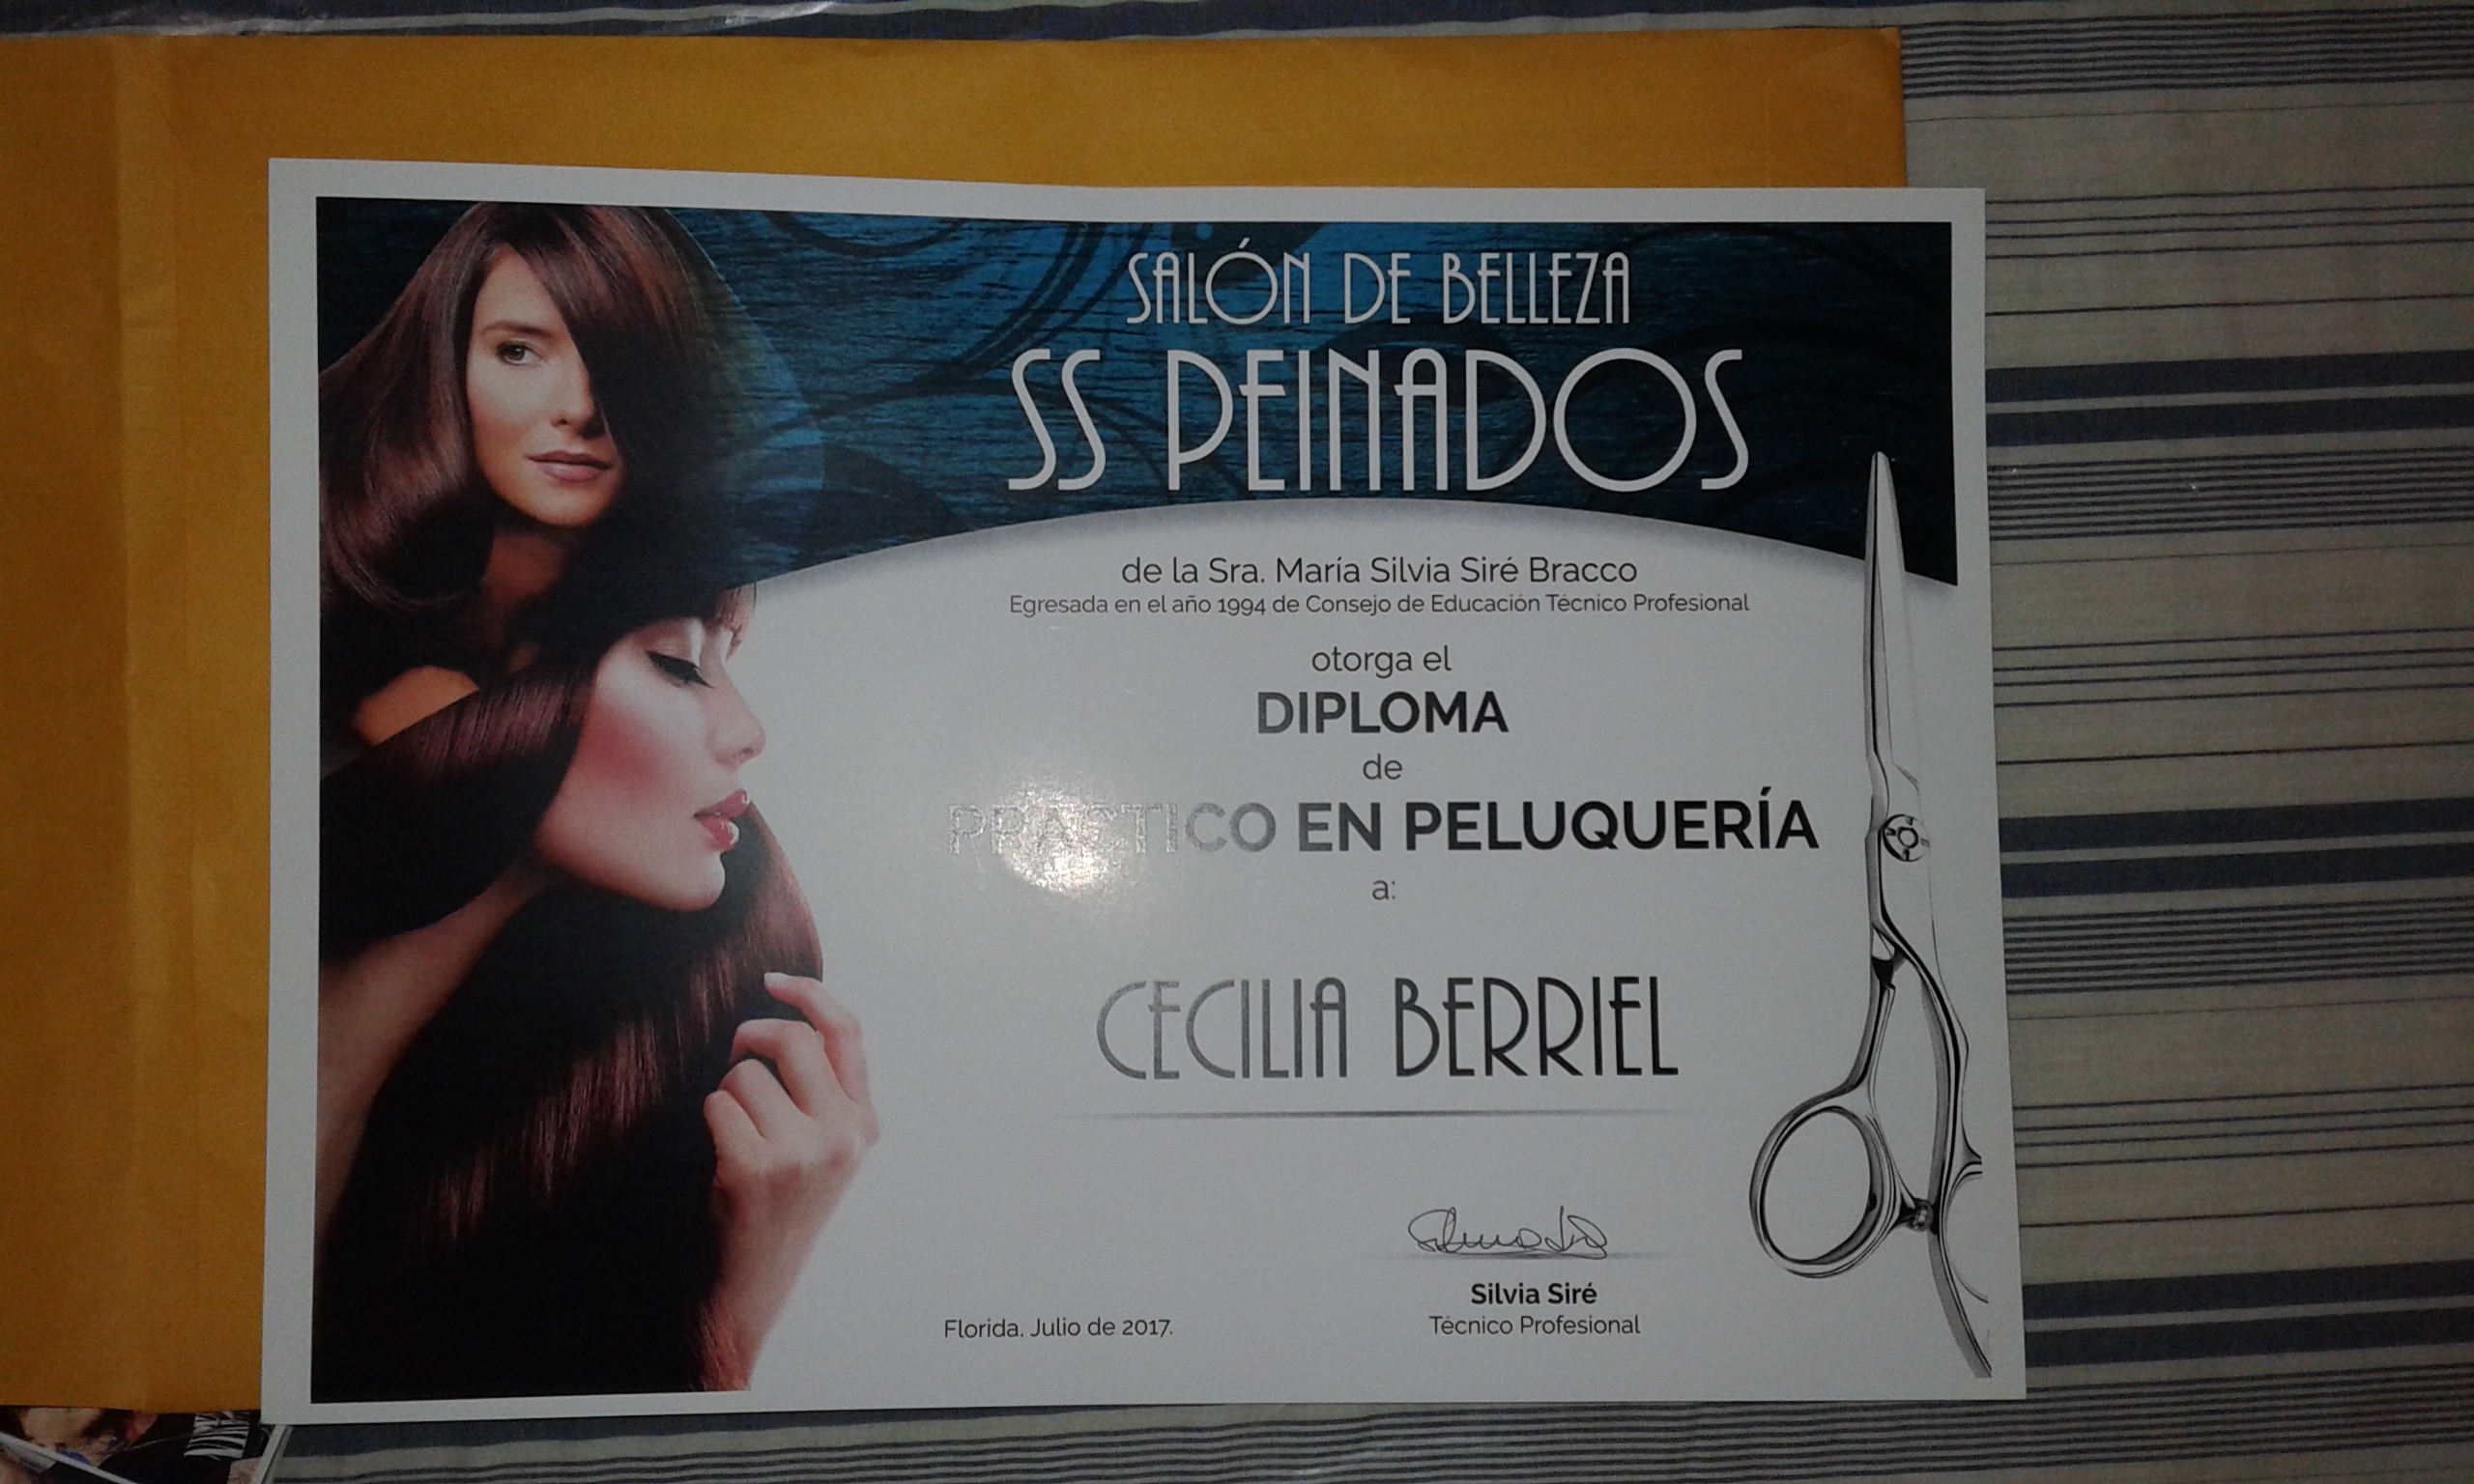 SALÓN DE BELLEZA
SS PEINADOS
de la Sra. María Silvia Siré Bracco
Egresada en el año 1994 de Consejo de Educación Técnico Profesional
otorga el
DIPLOMA
de
PRÁCTICO EN PELUQUERÍA
a:
CECILIA BERRIEL
Silvia Siré
Técnico Profesional
Florida, Julio de 2017.